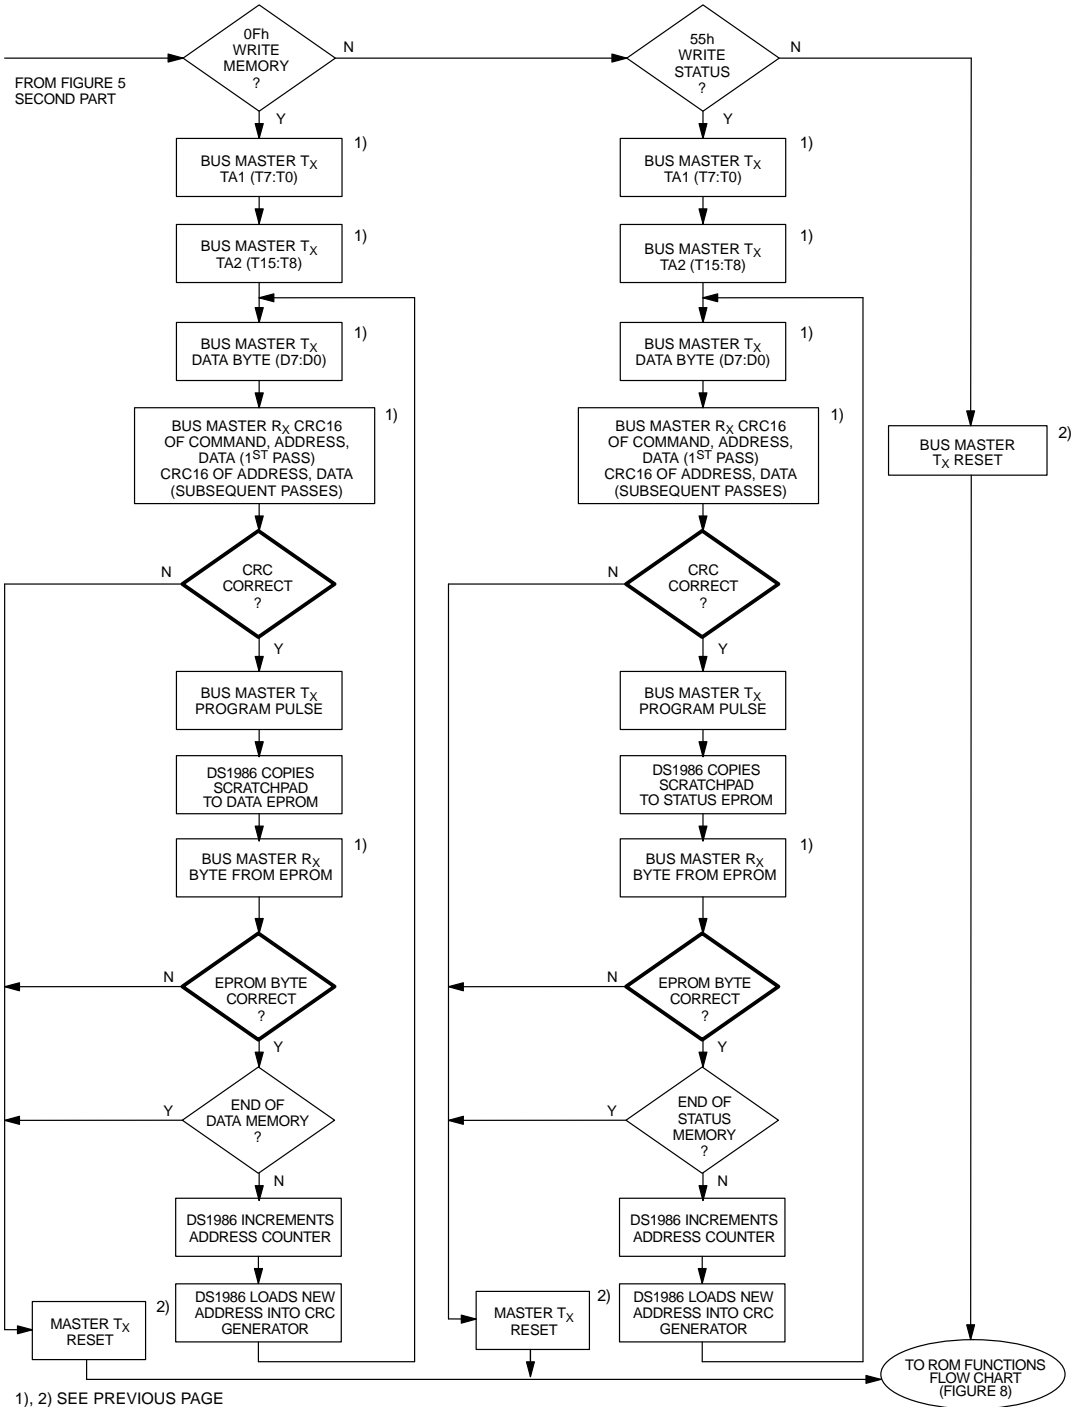 FROM FIGURE 5
SECOND PART
0Fh
WRITE
MEMORY
?
N
Y
BUS MASTER TX
TA1 (T7:T0)
1)
BUS MASTER TX
TA2 (T15:T8)
1)
BUS MASTER TX
DATA BYTE (D7:D0)
1)
BUS MASTER RX CRC16
OF COMMAND, ADDRESS,
DATA (1ST PASS)
CRC16 OF ADDRESS, DATA
(SUBSEQUENT PASSES)
1)
CRC
CORRECT
?
N
Y
BUS MASTER TX
PROGRAM PULSE
DS1986 COPIES
SCRATCHPAD
TO DATA EPROM
BUS MASTER RX
BYTE FROM EPROM
1)
EPROM BYTE
CORRECT
?
N
Y
END OF
DATA MEMORY
?
Y
N
DS1986 INCREMENTS
ADDRESS COUNTER
DS1986 LOADS NEW
ADDRESS INTO CRC
GENERATOR
MASTER TX
RESET
2)
55h
WRITE
STATUS
?
N
Y
BUS MASTER TX
TA1 (T7:T0)
1)
BUS MASTER TX
TA2 (T15:T8)
1)
BUS MASTER TX
DATA BYTE (D7:D0)
1)
BUS MASTER RX CRC16
OF COMMAND, ADDRESS,
DATA (1ST PASS)
CRC16 OF ADDRESS, DATA
(SUBSEQUENT PASSES)
1)
CRC
CORRECT
?
N
Y
BUS MASTER TX
PROGRAM PULSE
DS1986 COPIES
SCRATCHPAD
TO STATUS EPROM
BUS MASTER RX
BYTE FROM EPROM
1)
EPROM BYTE
CORRECT
?
N
Y
END OF
STATUS
MEMORY
?
Y
N
DS1986 INCREMENTS
ADDRESS COUNTER
DS1986 LOADS NEW
ADDRESS INTO CRC
GENERATOR
MASTER TX
RESET
2)
BUS MASTER
TX RESET
2)
TO ROM FUNCTIONS
FLOW CHART
(FIGURE 8)
1), 2) SEE PREVIOUS PAGE